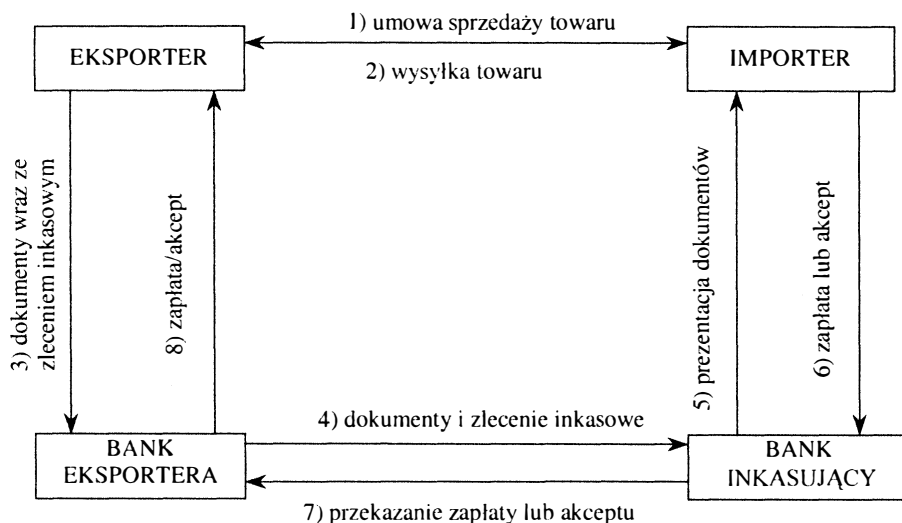 1) umowa sprzedaży towaru
EKSPORTER
IMPORTER
2) wysyłka towaru
3) dokumenty wraz ze
zleceniem inkasowym
8) zapłata/akcept
5) prezentacja dokumentów
6) zapłata lub akcept
4) dokumenty i zlecenie inkasowe
BANK
EKSPORTERA
BANK
INKASUJĄCY
7) przekazanie zapłaty lub akceptu